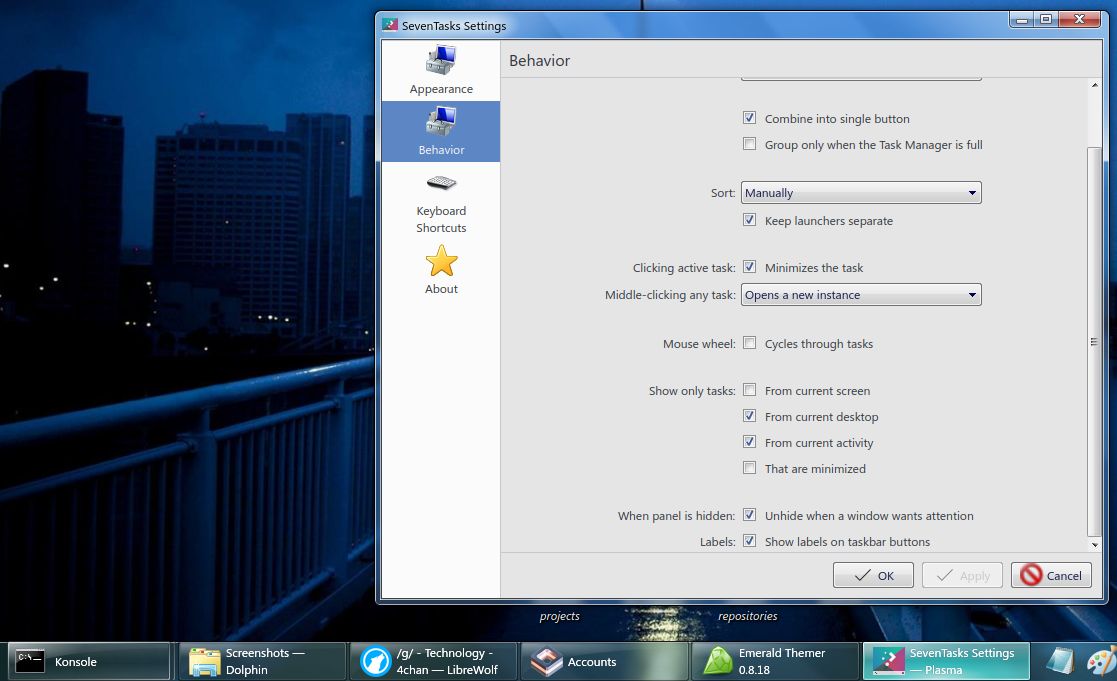 SevenTasks Settings
Appearance
Behavior
Keyboard
Shortcuts
About
Behavior
Combine into single button
Group only when the Task Manager is full
Sort: Manually
Keep launchers separate
Clicking active task: Minimizes the task
Middle-clicking any task: Opens a new instance
Mouse wheel: Cycles through tasks
Show only tasks: From current screen
From current desktop
From current activity
That are minimized
When panel is hidden: Unhide when a window wants attention
Labels: Show labels on taskbar buttons
OK
Apply
Cancel
projects
repositories
C:\
Konsole
Screenshots —
Dolphin
/g/ - Technology -
4chan — LibreWolf
Accounts
Emerald Themer
0.8.18
SevenTasks Settings
— Plasma